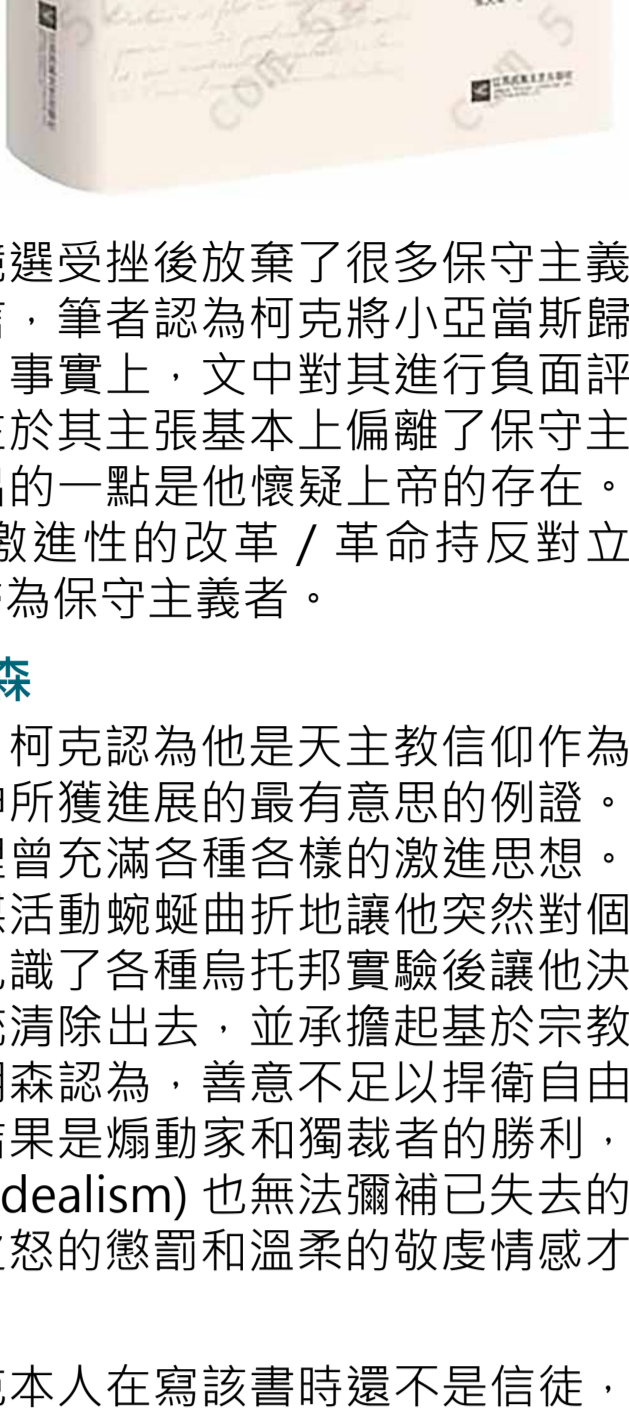 com 5
com 5
選受挫後放棄了很多保守主義
，筆者認為柯克將小亞當斯歸
事實上，文中對其進行負面評
於其主張基本上偏離了保守主
的一點是他懷疑上帝的存在。
激進性的改革 / 革命持反對立
為保守主義者。
森
柯克認為他是天主教信仰作為
所獲進展的最有意思的例證。
曾充滿各種各樣的激進思想。
活動蜿蜒曲折地讓他突然對個
識了各種烏托邦實驗後讓他決
清除出去，並承擔起基於宗教
森認為，善意不足以捍衛自由
結果是煽動家和獨裁者的勝利，
dealism) 也無法彌補已失去的
怒的懲罰和溫柔的敬虔情感才
本人在寫該書時還不是信徒，